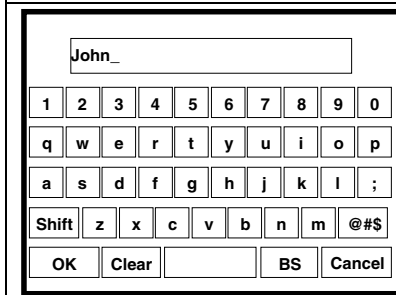 John_
1 2 3 4 5 6 7 8 9 0
q w e r t y u i o p
a s d f g h j k l ;
Shift z x c v b n m @#$
OK Clear BS Cancel